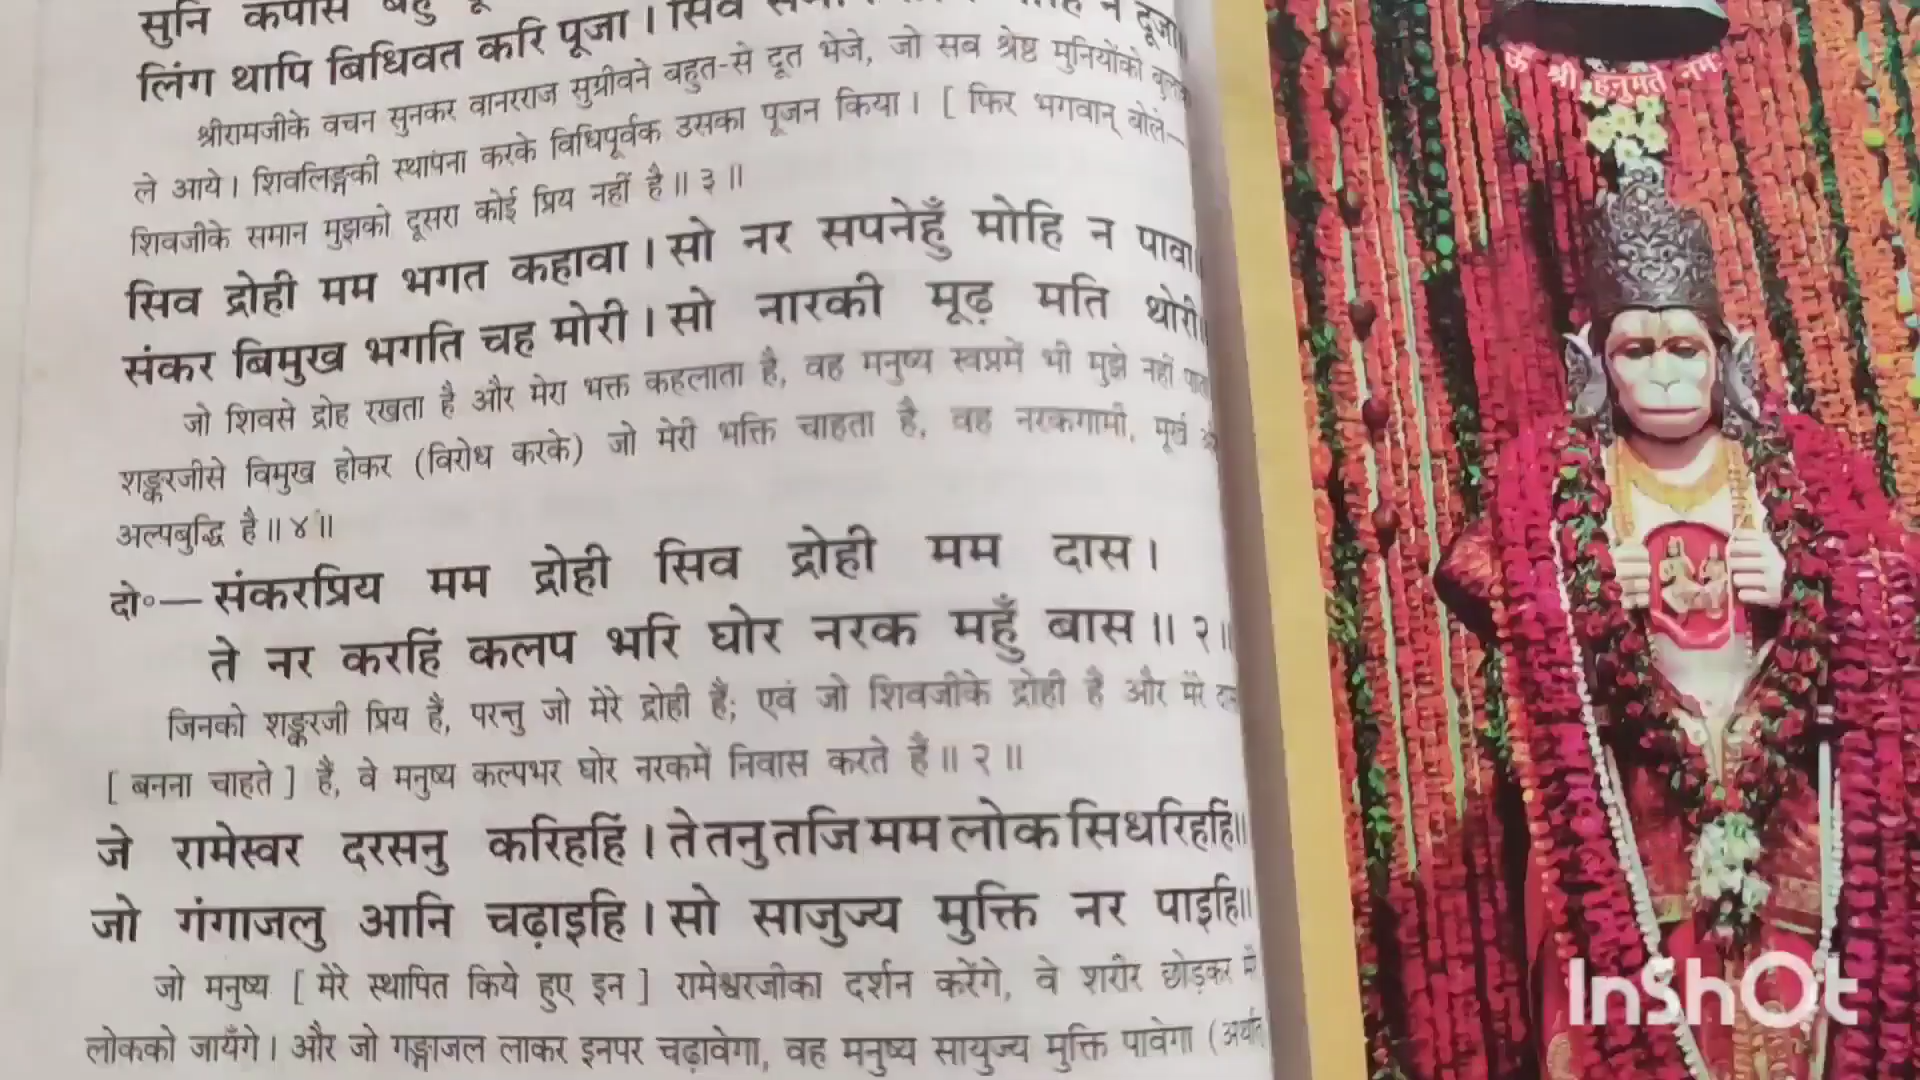 सुनि कपीस बहु
लिंग थापि बिधिवत करि पूजा। सिव समान न दूजा॥
श्रीरामजीके वचन सुनकर वानरराज सुग्रीवने बहुत-से दूत भेजे, जो सब श्रेष्ठ मुनियोंको
ले आये। शिवलिङ्गकी स्थापना करके विधिपूर्वक उसका पूजन किया। [ फिर भगवान् बोले—
शिवजीके समान मुझको दूसरा कोई प्रिय नहीं है॥ ३ ॥
सिव द्रोही मम भगत कहावा। सो नर सपनेहुँ मोहि न पावा
संकर बिमुख भगति चह मोरी। सो नारकी मूढ़ मति थोरी॥
जो शिवसे द्रोह रखता है और मेरा भक्त कहलाता है, वह मनुष्य स्वप्नमें भी मुझे नहीं
शङ्करजीसे विमुख होकर (विरोध करके) जो मेरी भक्ति चाहता है, वह नरकगामी, मूर्ख
अल्पबुद्धि है॥ ४॥
दो०— संकरप्रिय मम द्रोही सिव द्रोही मम दास।
ते नर करहिं कलप भरि घोर नरक महुँ बास॥ २॥
जिनको शङ्करजी प्रिय हैं, परन्तु जो मेरे द्रोही हैं; एवं जो शिवजीके द्रोही हैं और मेरे
[ बनना चाहते ] हैं, वे मनुष्य कल्पभर घोर नरकमें निवास करते हैं॥ २ ॥
जे रामेस्वर दरसनु करिहहिं। ते तनु तजि मम लोक सिधरिहहिं॥
जो गंगाजलु आनि चढ़ाइहि। सो साजुज्य मुक्ति नर पाइहि॥
जो मनुष्य [ मेरे स्थापित किये हुए इन ] रामेश्वरजीका दर्शन करेंगे, वे शरीर छोड़कर
लोकको जायँगे। और जो गङ्गाजल लाकर इनपर चढ़ावेगा, वह मनुष्य सायुज्य मुक्ति पावेगा (अर्थात्
ॐ श्री हनुमते नमः
InShOt